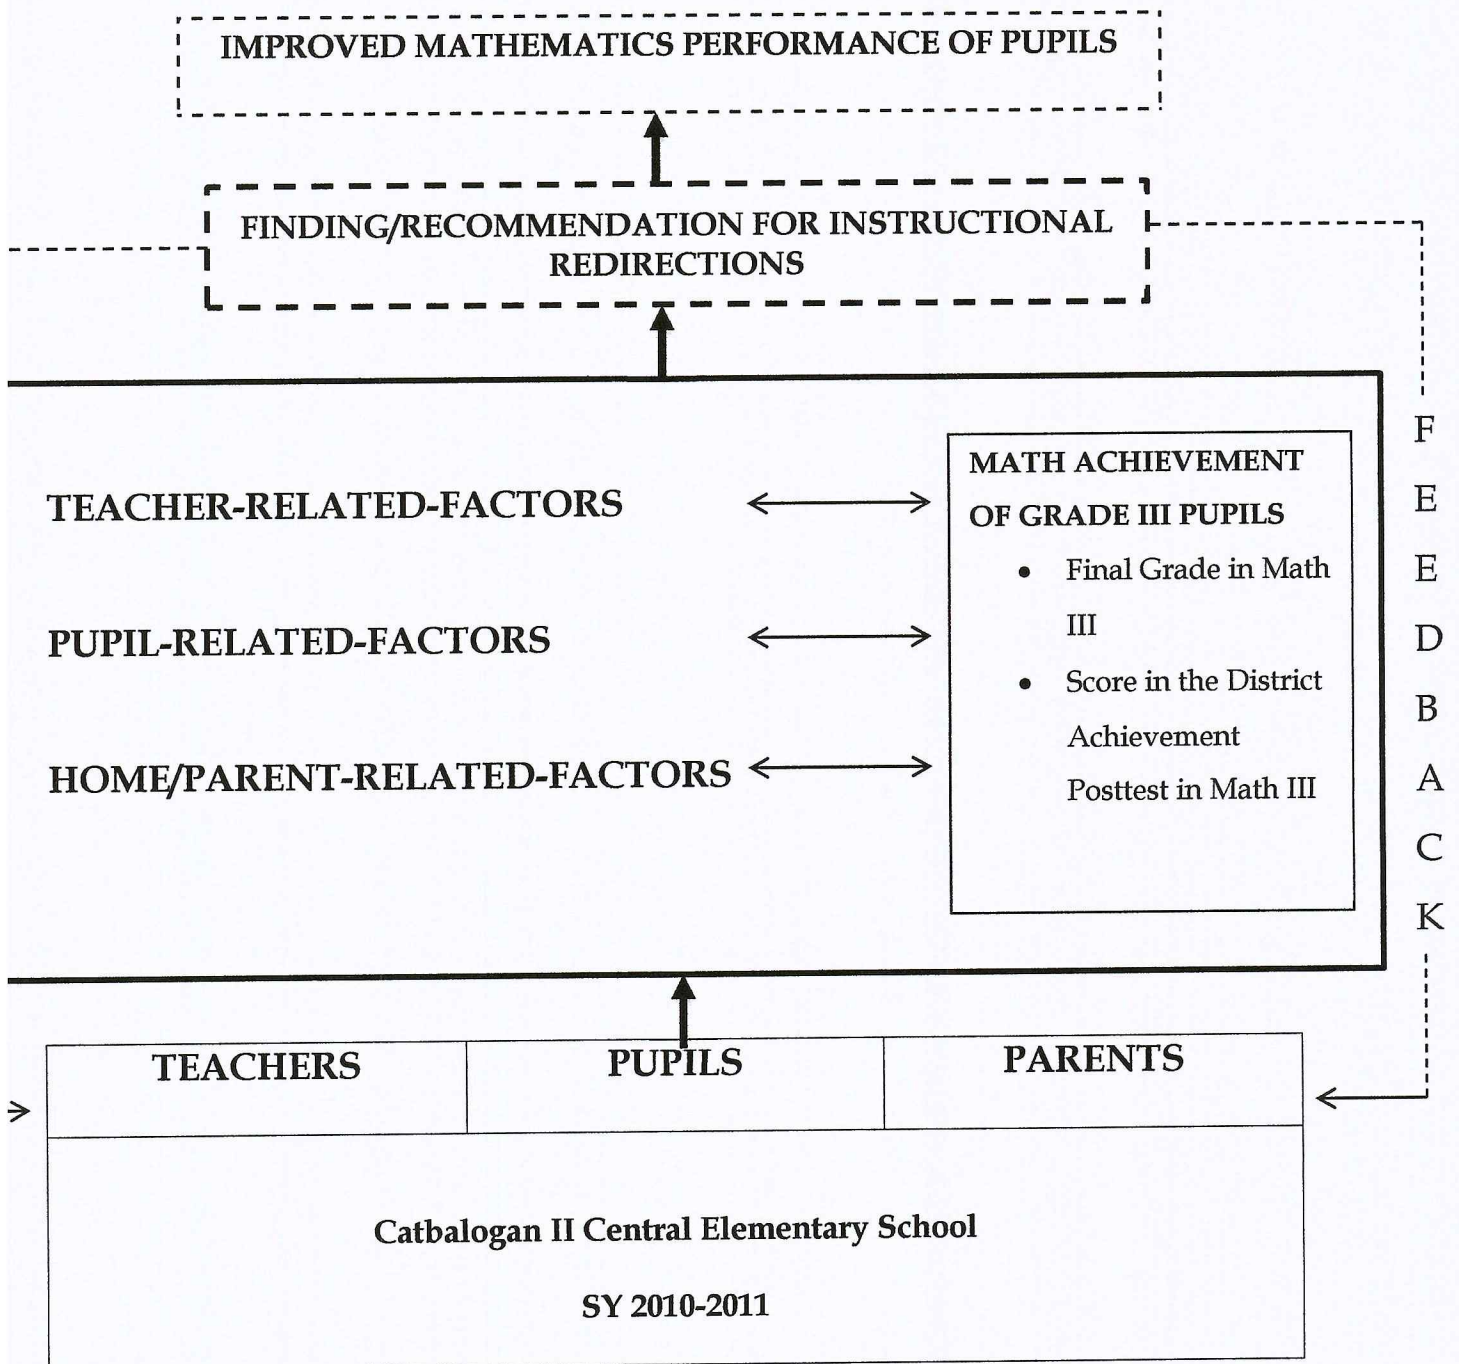 IMPROVED MATHEMATICS PERFORMANCE OF PUPILS
FINDING/RECOMMENDATION FOR INSTRUCTIONAL
REDIRECTIONS
TEACHER-RELATED-FACTORS
PUPIL-RELATED-FACTORS
HOME/PARENT-RELATED-FACTORS
MATH ACHIEVEMENT
OF GRADE III PUPILS
• Final Grade in Math
III
• Score in the District
Achievement
Posttest in Math III
F
E
E
D
B
A
C
K
TEACHERS
PUPILS
PARENTS
Catbalogan II Central Elementary School
SY 2010-2011